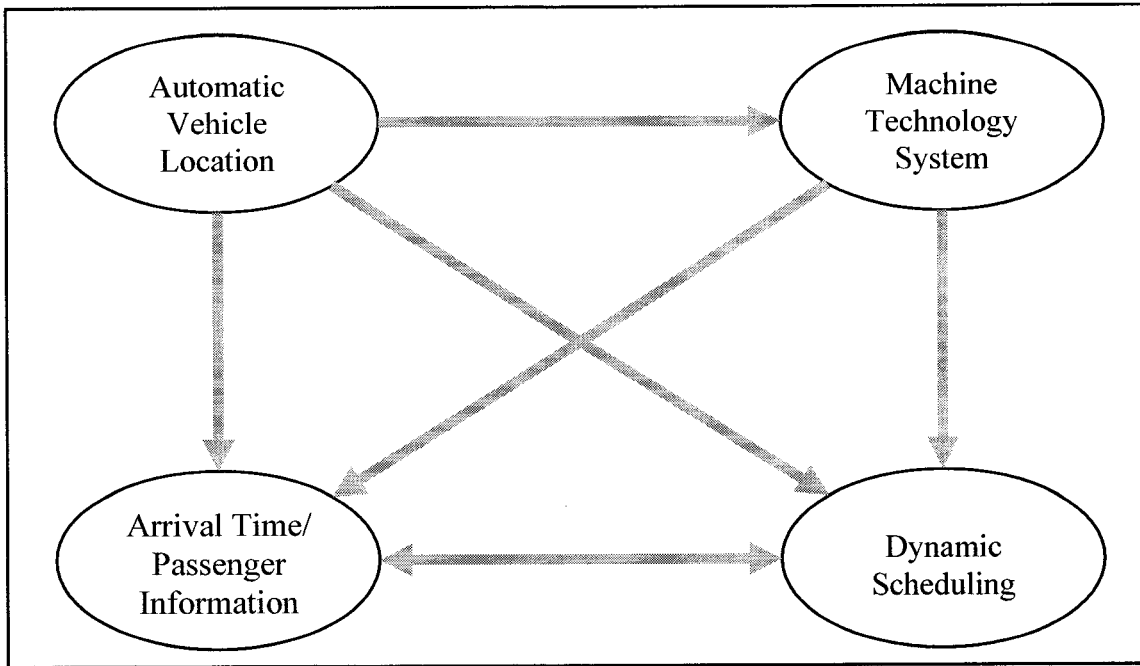 Automatic
Vehicle
Location
Machine
Technology
System
Arrival Time/
Passenger
Information
Dynamic
Scheduling